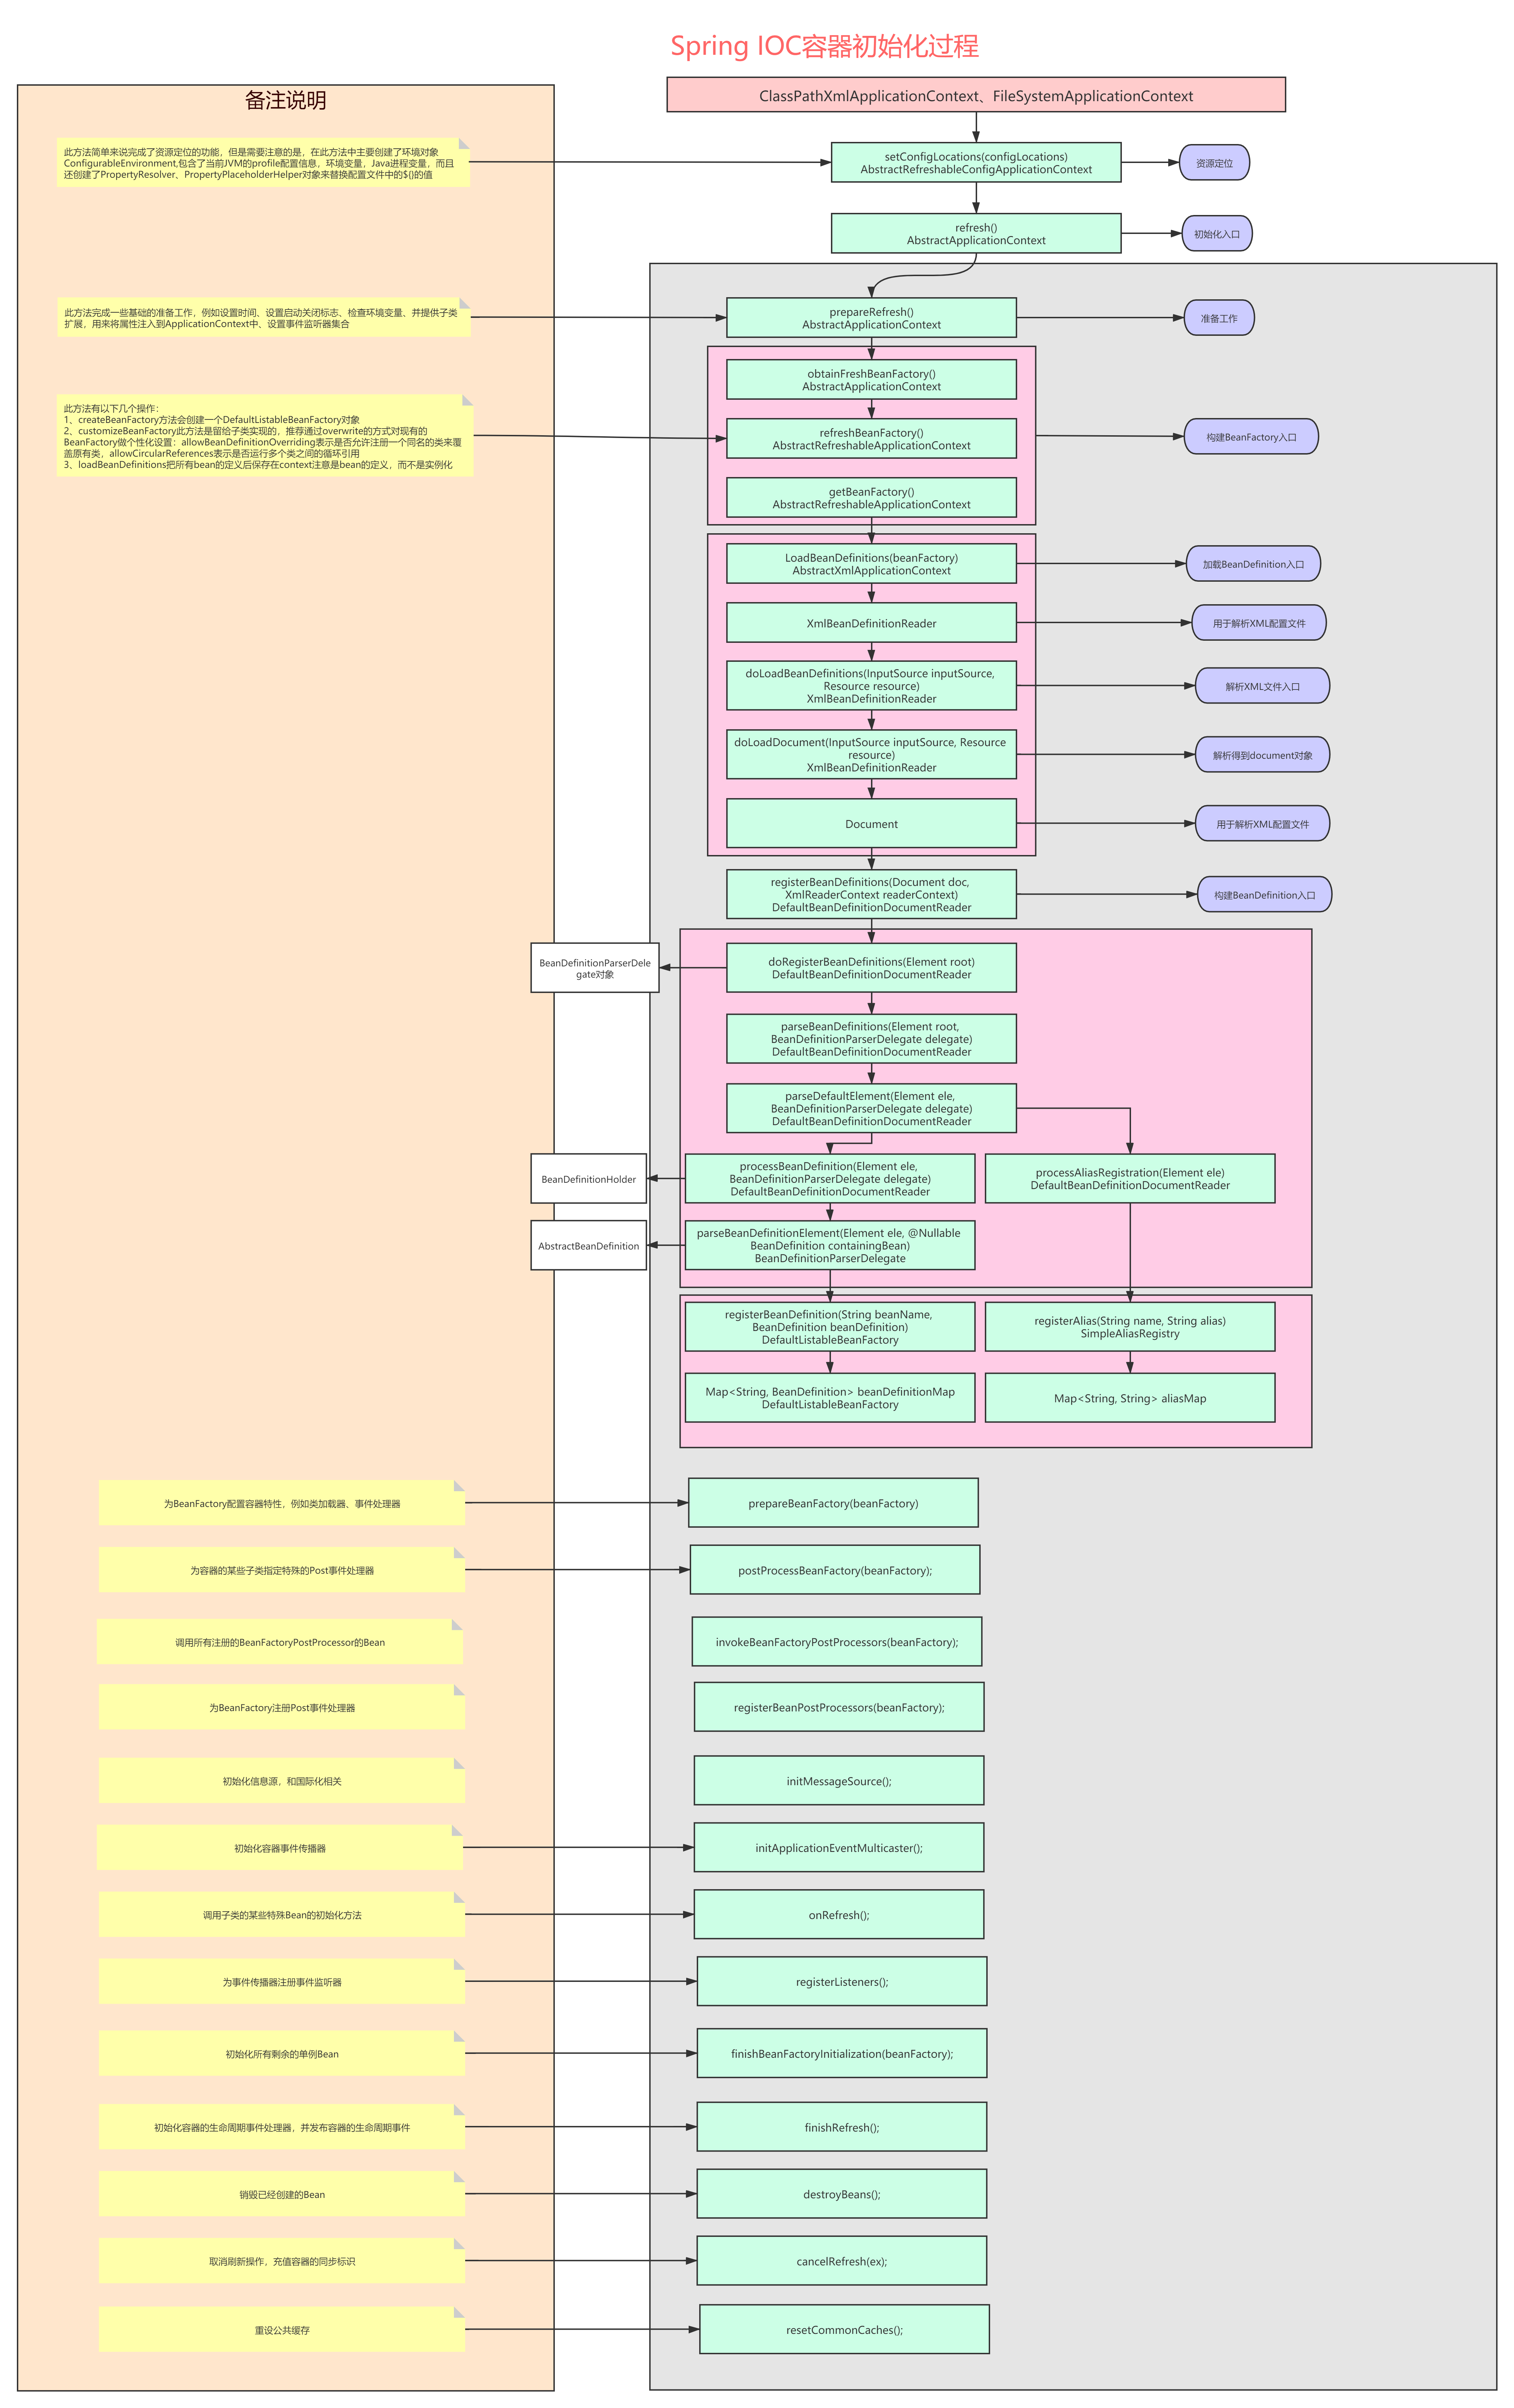 Spring IOC容器初始化过程
备注说明
ClassPathXmlApplicationContext、FileSystemApplicationContext
此方法简单来说完成了资源定位的功能，但是需要注意的是，在此方法中主要创建了环境对象
ConfigurableEnvironment,包含了当前JVM的profile配置信息，环境变量，Java进程变量，而且
还创建了PropertyResolver、PropertyPlaceholderHelper对象来替换配置文件中的${}的值
setConfigLocations(configLocations)
AbstractRefreshableConfigApplicationContext
资源定位
refresh()
AbstractApplicationContext
初始化入口
此方法完成一些基础的准备工作，例如设置时间、设置启动关闭标志、检查环境变量、并提供子类
扩展，用来将属性注入到ApplicationContext中、设置事件监听器集合
prepareRefresh()
AbstractApplicationContext
准备工作
obtainFreshBeanFactory()
AbstractApplicationContext
此方法有以下几个操作：
1、createBeanFactory方法会创建一个DefaultListableBeanFactory对象
2、customizeBeanFactory此方法是留给子类实现的，推荐通过overwrite的方式对现有的
BeanFactory做个性化设置：allowBeanDefinitionOverriding表示是否允许注册一个同名的类来覆
盖原有类，allowCircularReferences表示是否运行多个类之间的循环引用
3、loadBeanDefinitions把所有bean的定义后保存在context注意是bean的定义，而不是实例化
refreshBeanFactory()
AbstractRefreshableApplicationContext
构建BeanFactory入口
getBeanFactory()
AbstractRefreshableApplicationContext
LoadBeanDefinitions(beanFactory)
AbstractXmlApplicationContext
加载BeanDefinition入口
XmlBeanDefinitionReader
用于解析XML配置文件
doLoadBeanDefinitions(InputSource inputSource,
Resource resource)
XmlBeanDefinitionReader
解析XML文件入口
doLoadDocument(InputSource inputSource, Resource
resource)
XmlBeanDefinitionReader
解析得到document对象
Document
用于解析XML配置文件
registerBeanDefinitions(Document doc,
XmlReaderContext readerContext)
DefaultBeanDefinitionDocumentReader
构建BeanDefinition入口
BeanDefinitionParserDele
gate对象
doRegisterBeanDefinitions(Element root)
DefaultBeanDefinitionDocumentReader
parseBeanDefinitions(Element root,
BeanDefinitionParserDelegate delegate)
DefaultBeanDefinitionDocumentReader
parseDefaultElement(Element ele,
BeanDefinitionParserDelegate delegate)
DefaultBeanDefinitionDocumentReader
BeanDefinitionHolder
processBeanDefinition(Element ele,
BeanDefinitionParserDelegate delegate)
DefaultBeanDefinitionDocumentReader
processAliasRegistration(Element ele)
DefaultBeanDefinitionDocumentReader
AbstractBeanDefinition
parseBeanDefinitionElement(Element ele, @Nullable
BeanDefinition containingBean)
BeanDefinitionParserDelegate
registerBeanDefinition(String beanName,
BeanDefinition beanDefinition)
DefaultListableBeanFactory
registerAlias(String name, String alias)
SimpleAliasRegistry
Map<String, BeanDefinition> beanDefinitionMap
DefaultListableBeanFactory
Map<String, String> aliasMap
为BeanFactory配置容器特性，例如类加载器、事件处理器
prepareBeanFactory(beanFactory)
为容器的某些子类指定特殊的Post事件处理器
postProcessBeanFactory(beanFactory);
调用所有注册的BeanFactoryPostProcessor的Bean
invokeBeanFactoryPostProcessors(beanFactory);
为BeanFactory注册Post事件处理器
registerBeanPostProcessors(beanFactory);
初始化信息源，和国际化相关
initMessageSource();
初始化容器事件传播器
initApplicationEventMulticaster();
调用子类的某些特殊Bean的初始化方法
onRefresh();
为事件传播器注册事件监听器
registerListeners();
初始化所有剩余的单例Bean
finishBeanFactoryInitialization(beanFactory);
初始化容器的生命周期事件处理器，并发布容器的生命周期事件
finishRefresh();
销毁已经创建的Bean
destroyBeans();
取消刷新操作，充值容器的同步标识
cancelRefresh(ex);
重设公共缓存
resetCommonCaches();